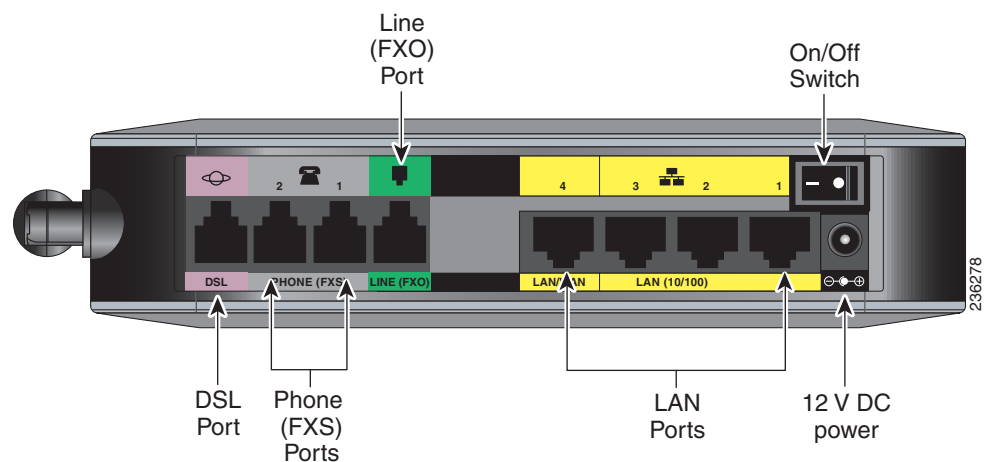 Line
(FXO)
Port
On/Off
Switch
2 1 4 3 2 1
DSL PHONE (FXS) LINE (FXO) LAN/WAN LAN (10/100)
236278
DSL
Port
Phone
(FXS)
Ports
LAN
Ports
12 V DC
power